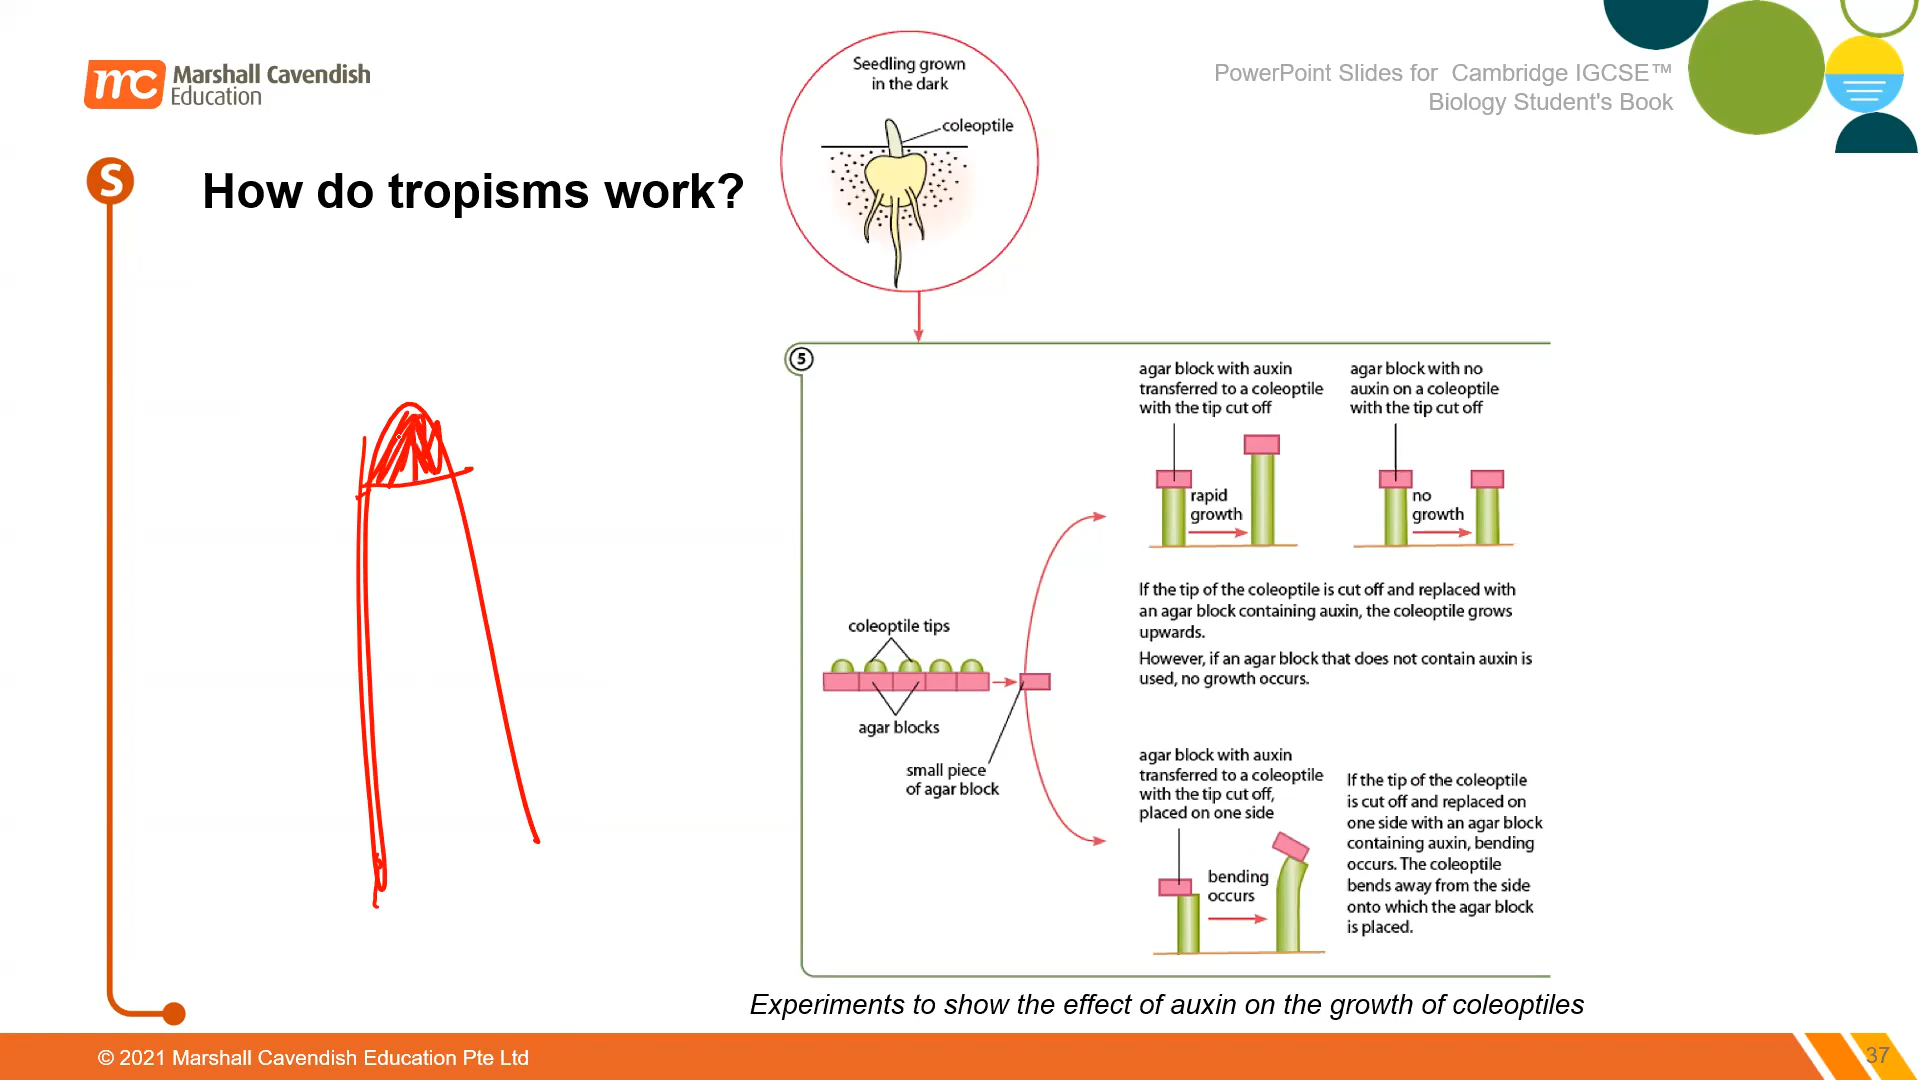 mc Marshall Cavendish
Education
PowerPoint Slides for Cambridge IGCSE™
Biology Student's Book
S
How do tropisms work?
Seedling grown
in the dark
coleoptile
5
agar block with auxin
transferred to a coleoptile
with the tip cut off
agar block with no
auxin on a coleoptile
with the tip cut off
rapid
growth
no
growth
If the tip of the coleoptile is cut off and replaced with
an agar block containing auxin, the coleoptile grows
upwards.
However, if an agar block that does not contain auxin is
used, no growth occurs.
coleoptile tips
agar blocks
small piece
of agar block
agar block with auxin
transferred to a coleoptile
with the tip cut off,
placed on one side
bending
occurs
If the tip of the coleoptile
is cut off and replaced on
one side with an agar block
containing auxin, bending
occurs. The coleoptile
bends away from the side
onto which the agar block
is placed.
Experiments to show the effect of auxin on the growth of coleoptiles
© 2021 Marshall Cavendish Education Pte Ltd
37